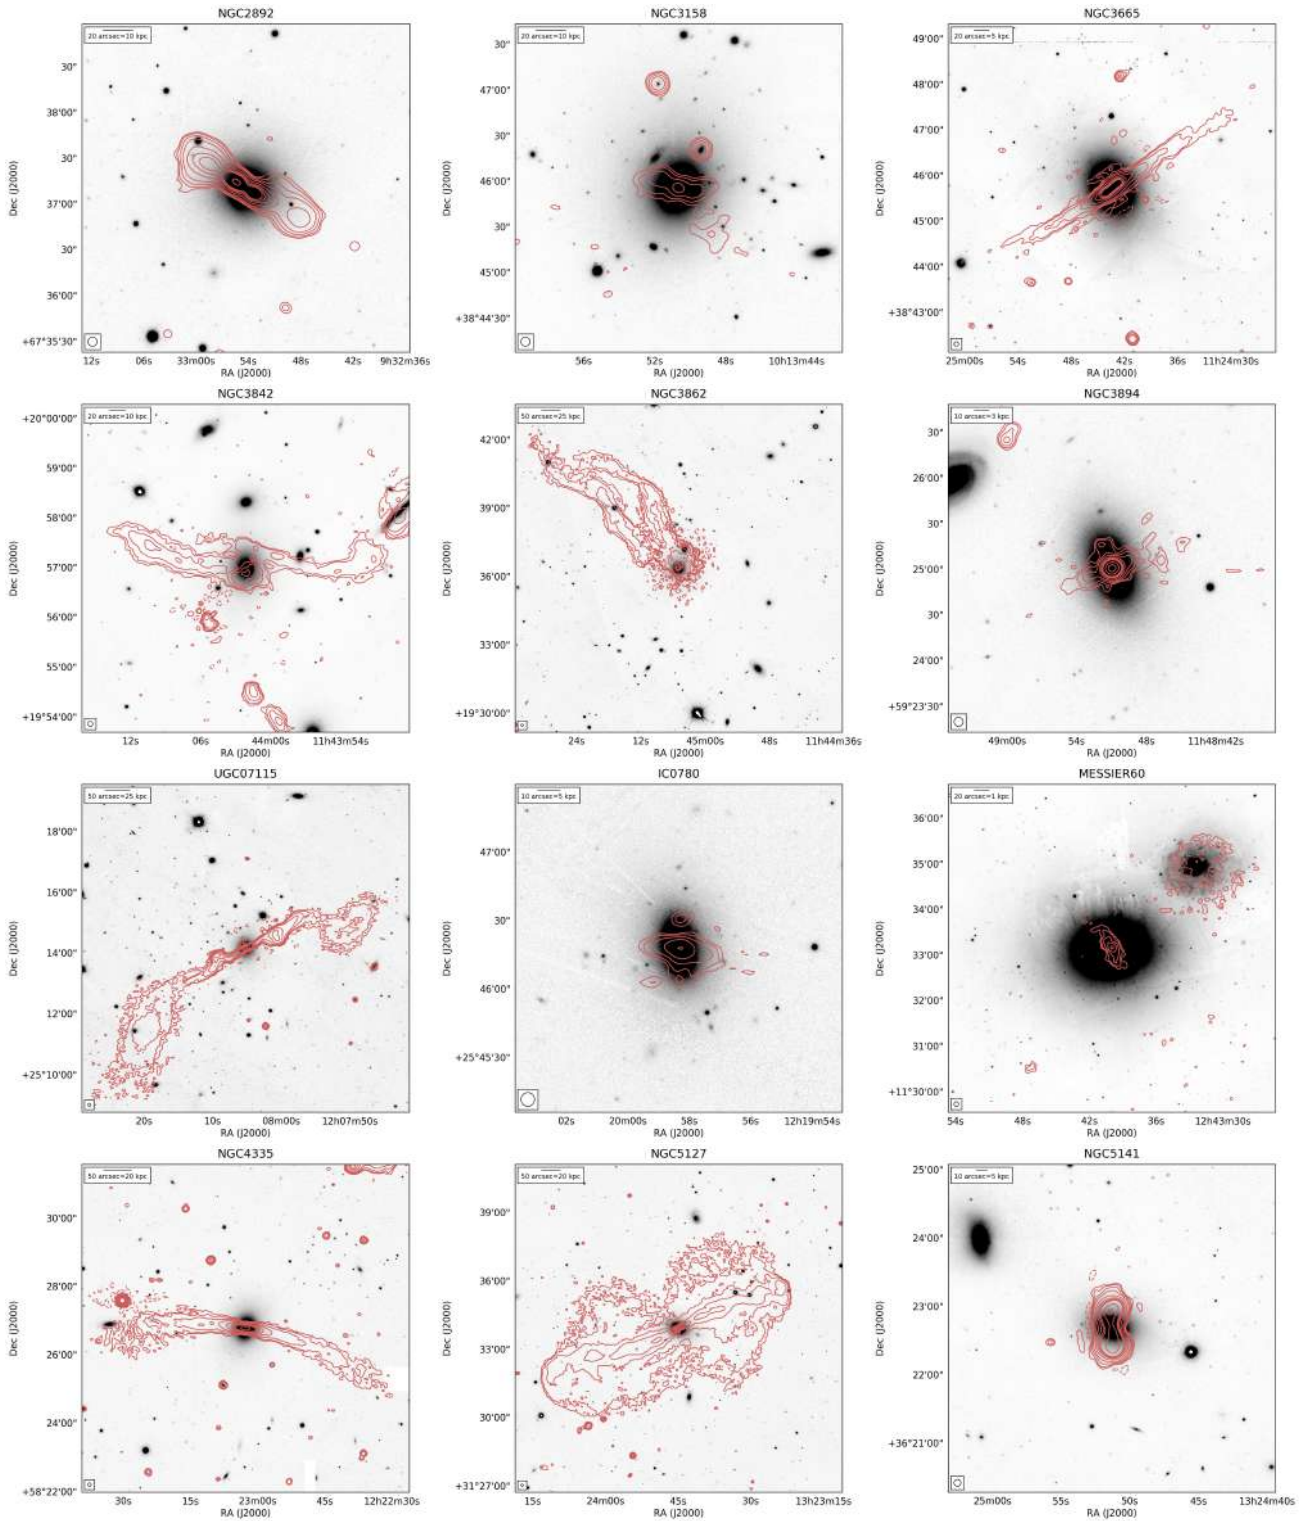 NGC2892
20 arcsec=10 kpc
30"
38'00"
30"
37'00"
30"
36'00"
+67°35'30"
Dec (J2000)
12s 06s 33m00s 54s 48s 42s 9h32m36s
RA (J2000)
NGC3158
20 arcsec=10 kpc
30"
47'00"
30"
46'00"
30"
45'00"
+38°44'30"
Dec (J2000)
56s 52s 48s 10h13m44s
RA (J2000)
NGC3665
20 arcsec=5 kpc
49'00"
48'00"
47'00"
46'00"
45'00"
44'00"
+38°43'00"
Dec (J2000)
25m00s 54s 48s 42s 36s 11h24m30s
RA (J2000)
NGC3842
20 arcsec=10 kpc
+20°00'00"
59'00"
58'00"
57'00"
56'00"
55'00"
+19°54'00"
Dec (J2000)
12s 06s 44m00s 11h43m54s
RA (J2000)
NGC3862
50 arcsec=25 kpc
42'00"
39'00"
36'00"
33'00"
+19°30'00"
Dec (J2000)
24s 12s 45m00s 48s 11h44m36s
RA (J2000)
NGC3894
10 arcsec=3 kpc
30"
26'00"
30"
25'00"
30"
24'00"
+59°23'30"
Dec (J2000)
49m00s 54s 48s 11h48m42s
RA (J2000)
UGC07115
50 arcsec=25 kpc
18'00"
16'00"
14'00"
12'00"
+25°10'00"
Dec (J2000)
20s 10s 08m00s 12h07m50s
RA (J2000)
IC0780
10 arcsec=5 kpc
47'00"
30"
46'00"
+25°45'30"
Dec (J2000)
02s 20m00s 58s 56s 12h19m54s
RA (J2000)
MESSIER60
20 arcsec=1 kpc
36'00"
35'00"
34'00"
33'00"
32'00"
31'00"
+11°30'00"
Dec (J2000)
54s 48s 42s 36s 12h43m30s
RA (J2000)
NGC4335
50 arcsec=20 kpc
30'00"
28'00"
26'00"
24'00"
+58°22'00"
Dec (J2000)
30s 15s 23m00s 45s 12h22m30s
RA (J2000)
NGC5127
50 arcsec=20 kpc
39'00"
36'00"
33'00"
30'00"
+31°27'00"
Dec (J2000)
15s 24m00s 45s 30s 13h23m15s
RA (J2000)
NGC5141
10 arcsec=5 kpc
25'00"
24'00"
23'00"
22'00"
+36°21'00"
Dec (J2000)
25m00s 55s 50s 45s 13h24m40s
RA (J2000)